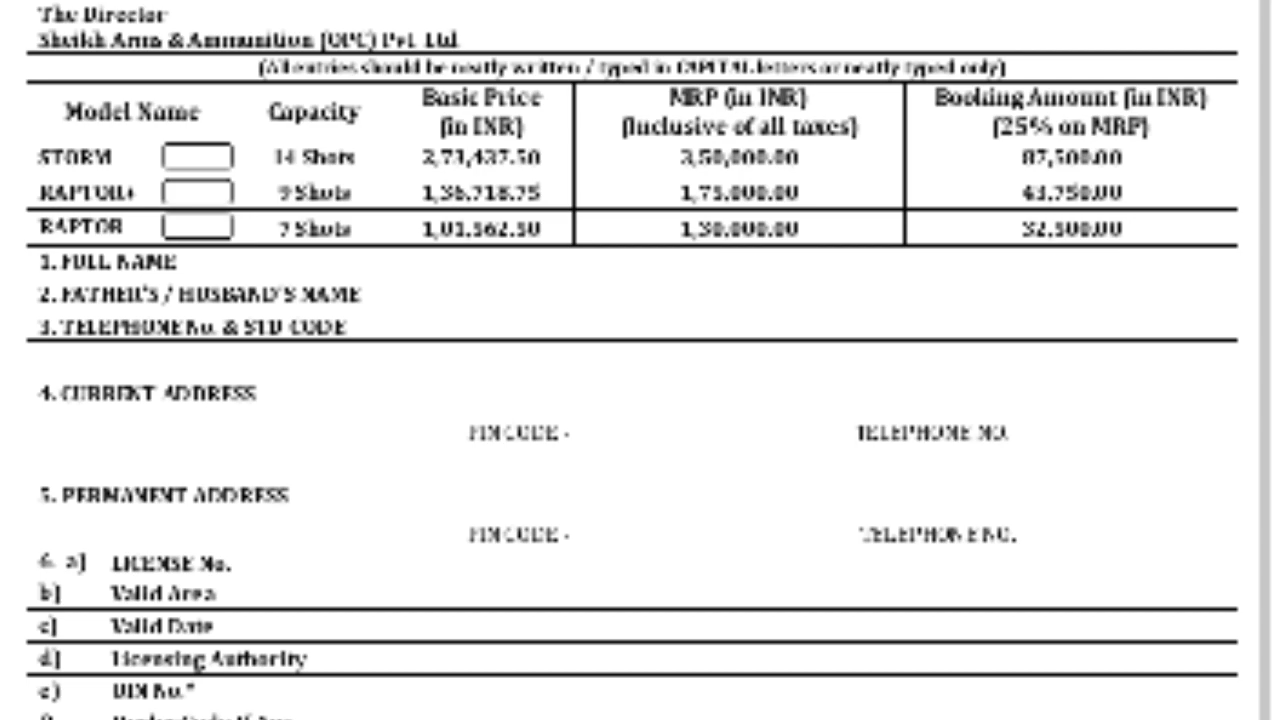 The Director
Sheikh Arms & Ammunition (OPC) Pvt. Ltd
(All entries should be neatly written / typed in CAPITAL letters or neatly typed only)
Model Name Capacity Basic Price (in INR) MRP (in INR) (Inclusive of all taxes) Booking Amount (in INR) (25% on MRP)
STORM 14 Shots 2,73,437.50 3,50,000.00 87,500.00
RAPTOR+ 9 Shots 1,36,718.75 1,75,000.00 43,750.00
RAPTOR 7 Shots 1,01,562.50 1,30,000.00 32,500.00
1. FULL NAME
2. FATHER'S / HUSBAND'S NAME
3. TELEPHONE No. & STD CODE
4. CURRENT ADDRESS
PIN CODE - TELEPHONE NO.
5. PERMANENT ADDRESS
PIN CODE - TELEPHONE NO.
6. a) LICENSE No.
b) Valid Area
c) Valid Date
d) Licensing Authority
e) UIN No.*